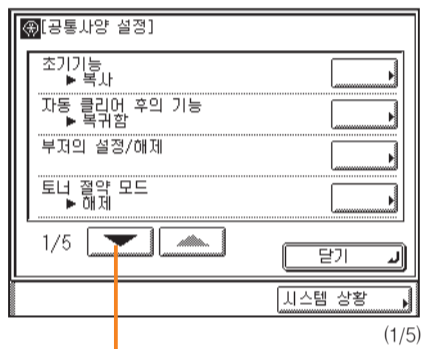 [공통사양 설정]
초기기능
▶ 복사
자동 클리어 후의 기능
▶ 복귀함
부저의 설정/해제
토너 절약 모드
▶ 해제
1/5
닫기
시스템 상황
(1/5)